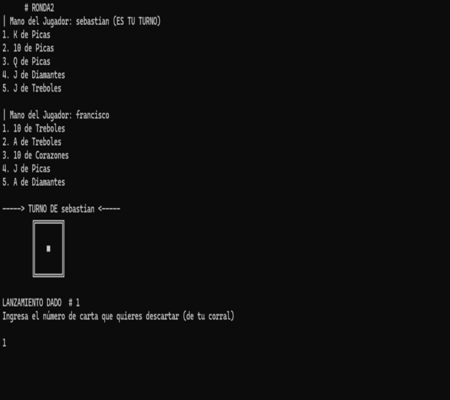 # RONDA2
| Mano del Jugador: sebastian (ES TU TURNO)
1. K de Picas
2. 10 de Picas
3. Q de Picas
4. J de Diamantes
5. J de Treboles
| Mano del Jugador: francisco
1. 10 de Treboles
2. A de Treboles
3. 10 de Corazones
4. J de Picas
5. A de Diamantes
-----> TURNO DE sebastian <-----
LANZAMIENTO DADO # 1
Ingresa el número de carta que quieres descartar (de tu corral)
1